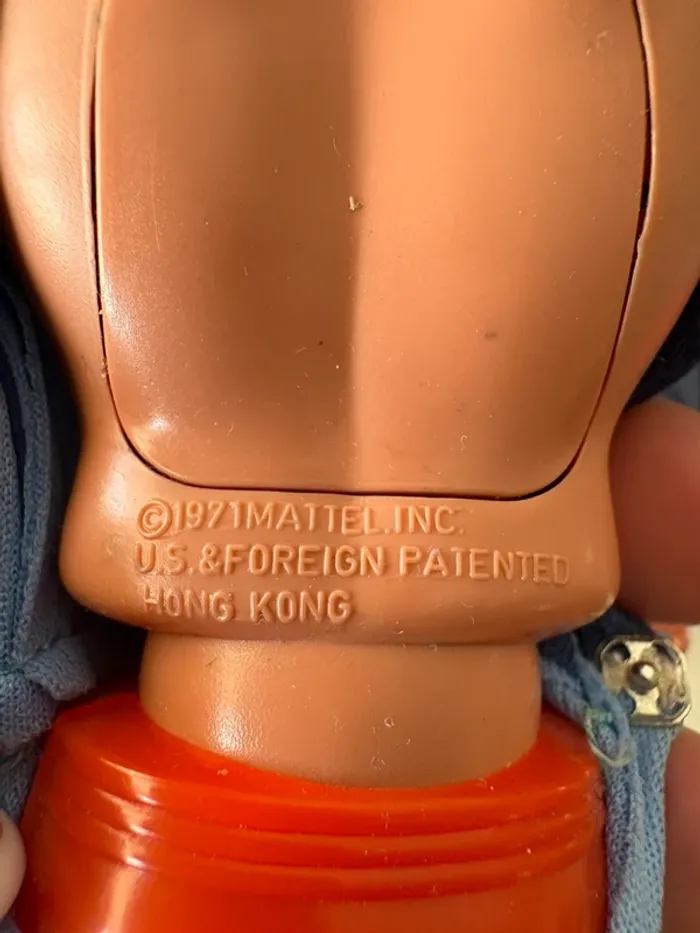 ©1971MATTEL.INC.
U.S.&FOREIGN PATENTED
HONG KONG